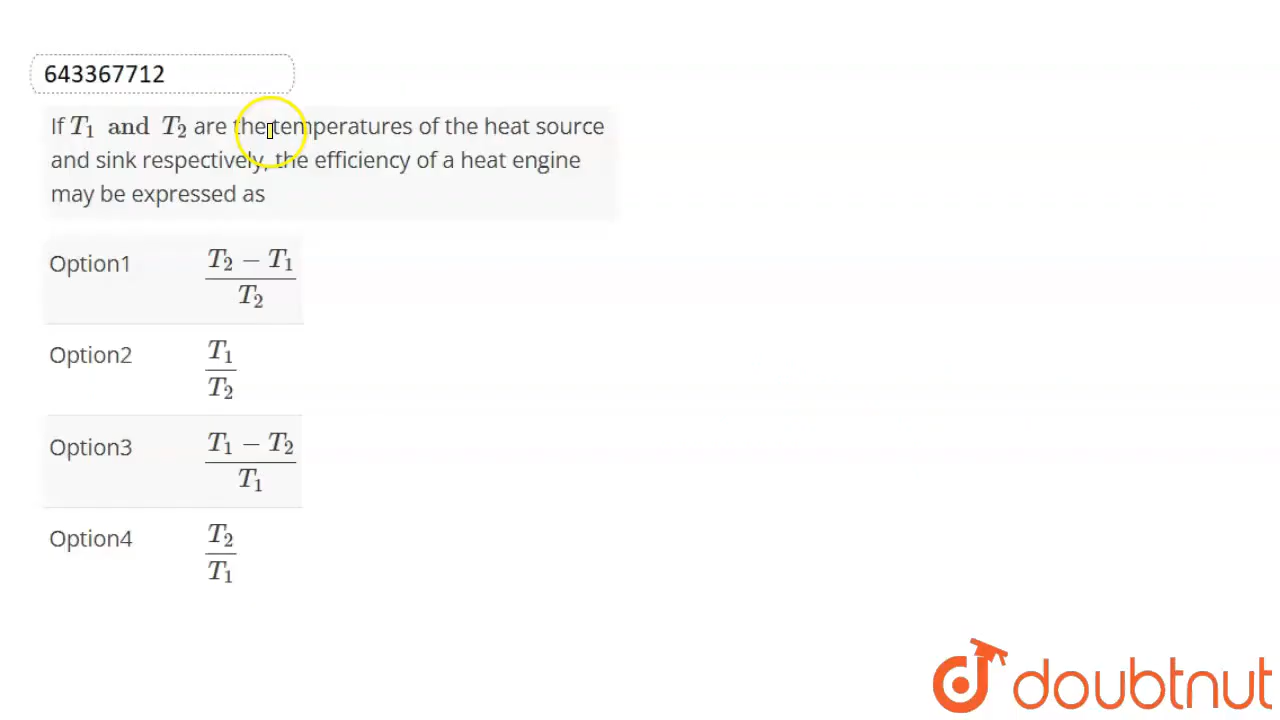 643367712
If T₁ and T₂ are the temperatures of the heat source
and sink respectively, the efficiency of a heat engine
may be expressed as
Option1 (T₂ − T₁)/T₂
Option2 T₁/T₂
Option3 (T₁ − T₂)/T₁
Option4 T₂/T₁
doubtnut